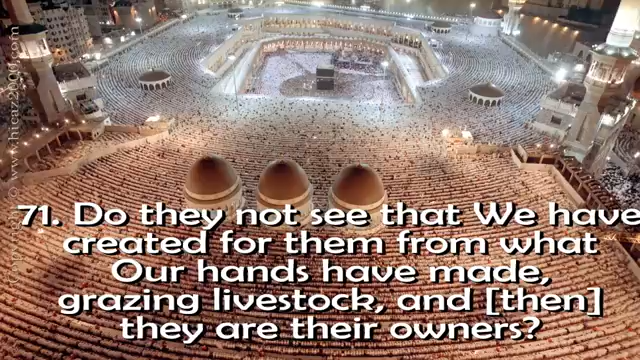 71. Do they not see that We have
created for them from what
Our hands have made,
grazing livestock, and [then]
they are their owners?